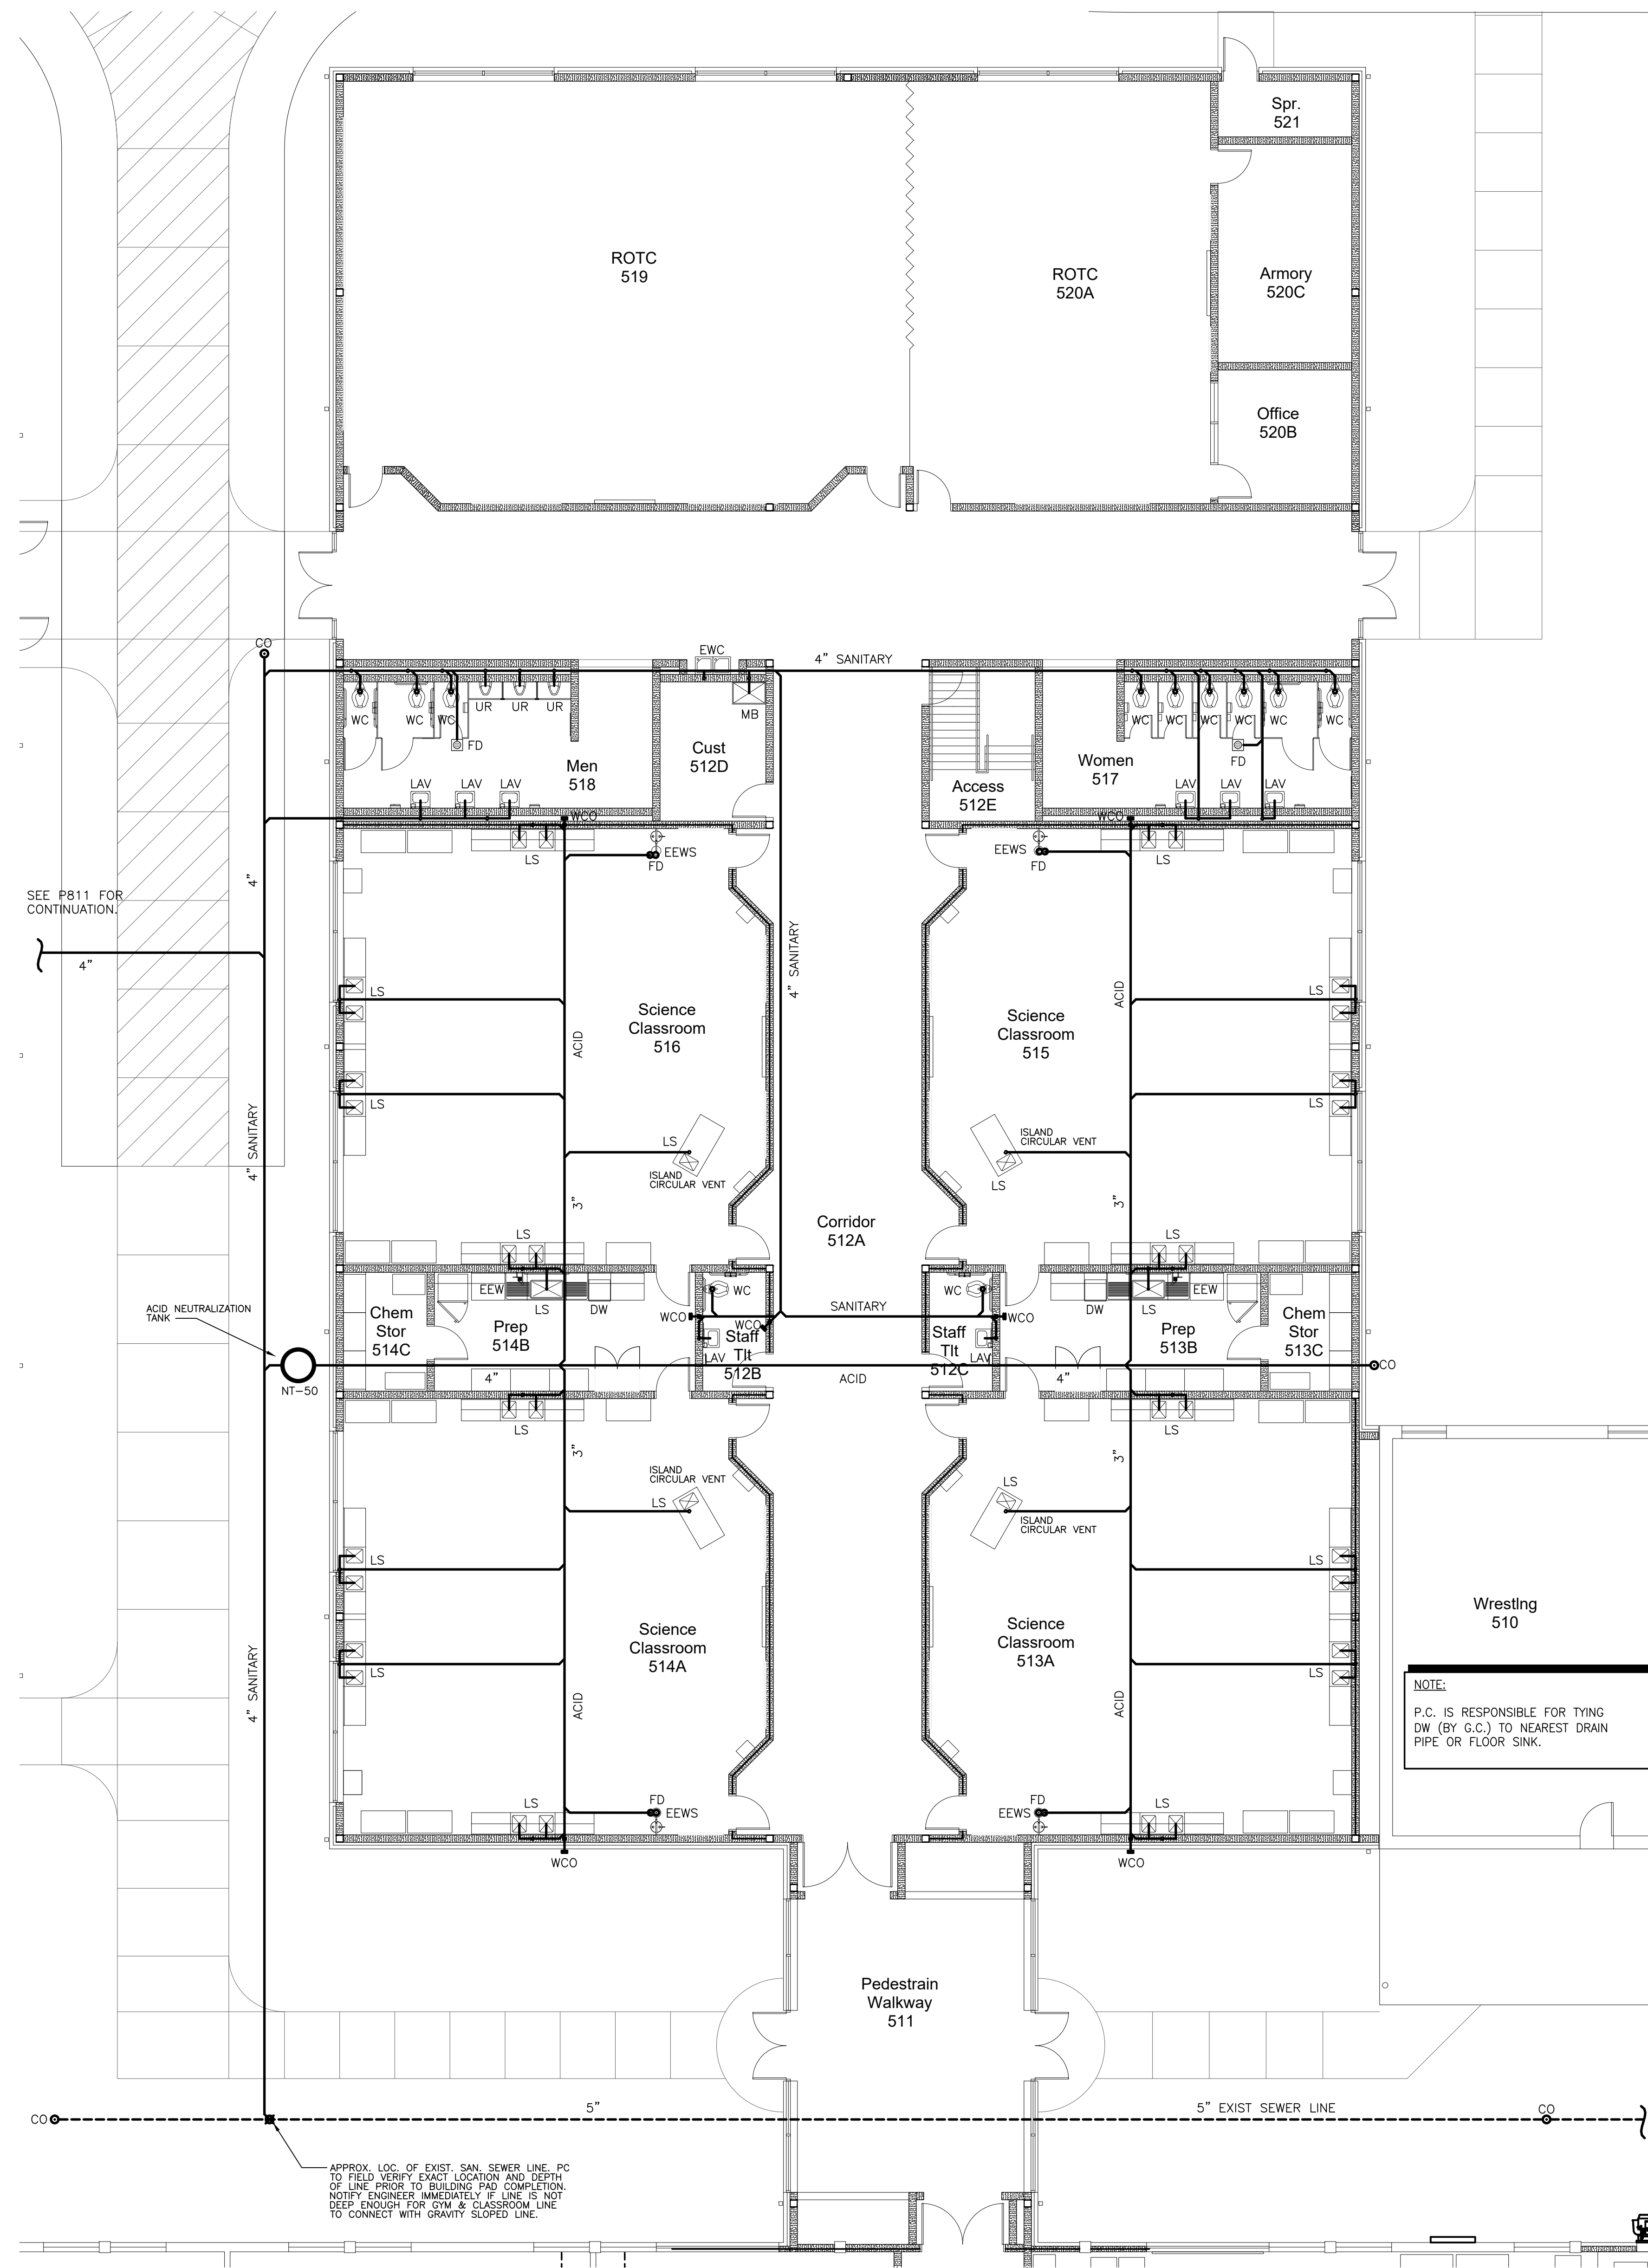 Spr.
521
ROTC
519
ROTC
520A
Armory
520C
Office
520B
CO
EWC
4" SANITARY
WC
WC
WC
UR
UR
UR
MB
WC
WC
WC
WC
WC
WC
FD
Cust
512D
Men
518
Women
517
FD
Access
512E
LAV
LAV
LAV
LAV
LAV
LAV
WCO
WCO
LS
EEWS
FD
EEWS
FD
LS
4"
SEE P811 FOR
CONTINUATION.
4"
4" SANITARY
LS
ACID
Science
Classroom
516
Science
Classroom
515
ACID
LS
LS
LS
4" SANITARY
LS
ISLAND
CIRCULAR VENT
ISLAND
CIRCULAR VENT
LS
3"
3"
Corridor
512A
LS
LS
EEW
LS
DW
WC
WC
DW
LS
EEW
ACID NEUTRALIZATION
TANK
Chem
Stor
514C
Prep
514B
WCO
WCO
SANITARY
WCO
Staff
Tlt
512B
LAV
Staff
Tlt
512C
LAV
Prep
513B
Chem
Stor
513C
NT-50
4"
ACID
4"
CO
LS
LS
3"
3"
ISLAND
CIRCULAR VENT
LS
LS
ISLAND
CIRCULAR VENT
LS
LS
Science
Classroom
514A
Science
Classroom
513A
Wrestlng
510
LS
LS
4" SANITARY
ACID
ACID
NOTE:
P.C. IS RESPONSIBLE FOR TYING
DW (BY G.C.) TO NEAREST DRAIN
PIPE OR FLOOR SINK.
LS
FD
EEWS
FD
EEWS
LS
WCO
WCO
Pedestrain
Walkway
511
CO
5"
5" EXIST SEWER LINE
CO
APPROX. LOC. OF EXIST. SAN. SEWER LINE. PC
TO FIELD VERIFY EXACT LOCATION AND DEPTH
OF LINE PRIOR TO BUILDING PAD COMPLETION.
NOTIFY ENGINEER IMMEDIATELY IF LINE IS NOT
DEEP ENOUGH FOR GYM & CLASSROOM LINE
TO CONNECT WITH GRAVITY SLOPED LINE.